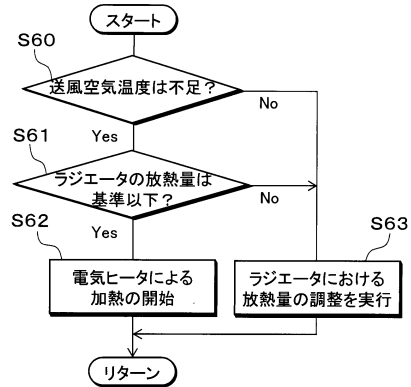 スタート
S60
送風空気温度は不足？
No
Yes
S61
ラジエータの放熱量は
基準以下？
No
Yes
S62
S63
電気ヒータによる
加熱の開始
ラジエータにおける
放熱量の調整を実行
リターン